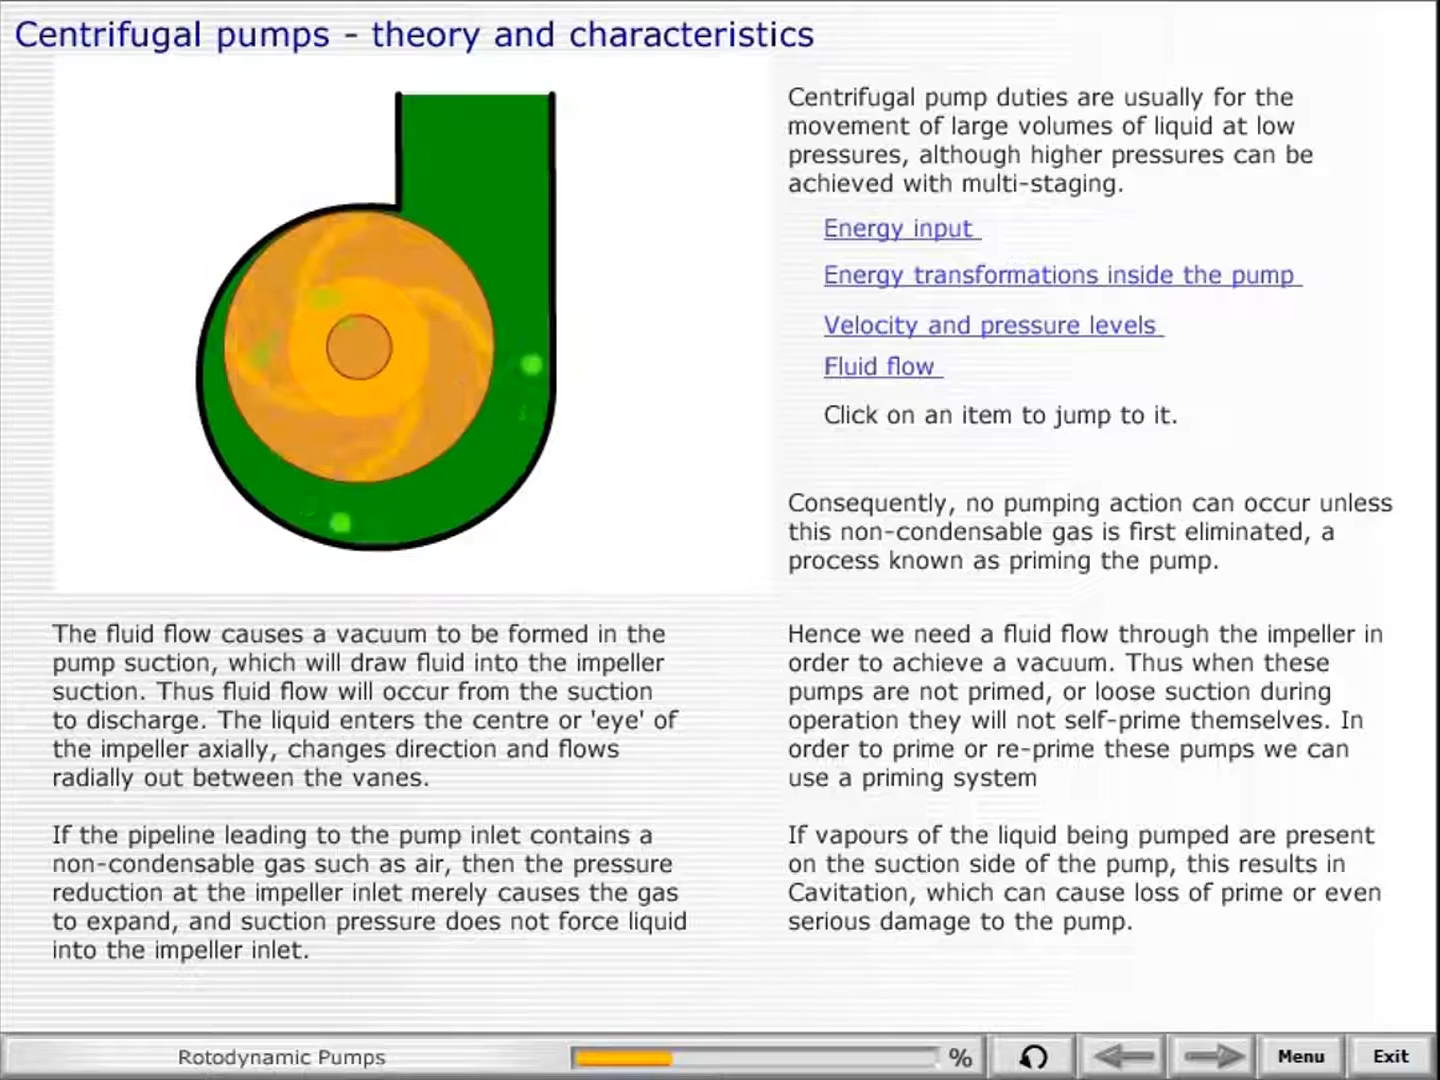 Centrifugal pumps - theory and characteristics
Centrifugal pump duties are usually for the
movement of large volumes of liquid at low
pressures, although higher pressures can be
achieved with multi-staging.
Energy input
Energy transformations inside the pump
Velocity and pressure levels
Fluid flow
Click on an item to jump to it.
Consequently, no pumping action can occur unless
this non-condensable gas is first eliminated, a
process known as priming the pump.
The fluid flow causes a vacuum to be formed in the
pump suction, which will draw fluid into the impeller
suction. Thus fluid flow will occur from the suction
to discharge. The liquid enters the centre or 'eye' of
the impeller axially, changes direction and flows
radially out between the vanes.
If the pipeline leading to the pump inlet contains a
non-condensable gas such as air, then the pressure
reduction at the impeller inlet merely causes the gas
to expand, and suction pressure does not force liquid
into the impeller inlet.
Hence we need a fluid flow through the impeller in
order to achieve a vacuum. Thus when these
pumps are not primed, or loose suction during
operation they will not self-prime themselves. In
order to prime or re-prime these pumps we can
use a priming system
If vapours of the liquid being pumped are present
on the suction side of the pump, this results in
Cavitation, which can cause loss of prime or even
serious damage to the pump.
Rotodynamic Pumps
%
Menu
Exit